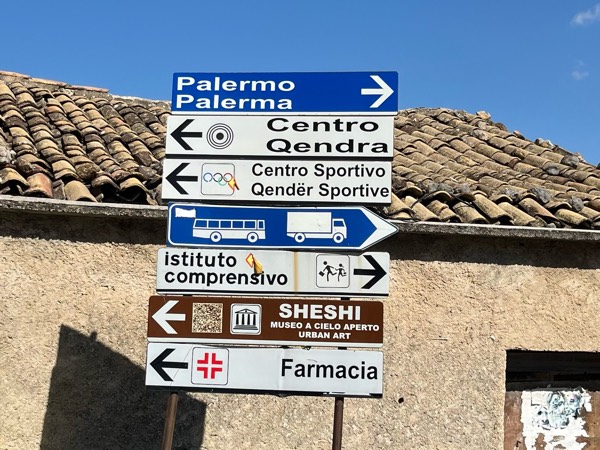 Palermo
Palerma
Centro
Qendra
Centro Sportivo
Qendër Sportive
istituto
comprensivo
SHESHI
MUSEO A CIELO APERTO
URBAN ART
Farmacia